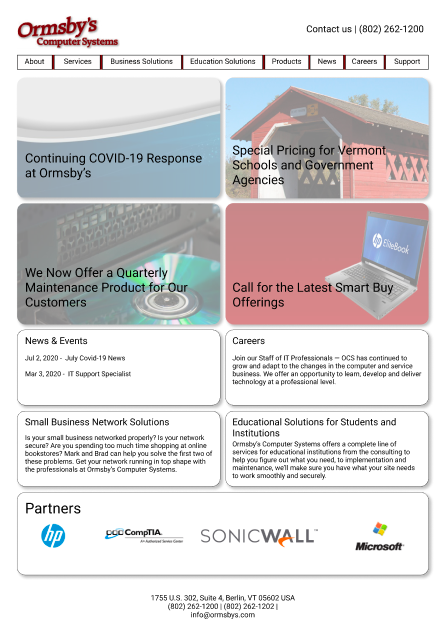 Ormsby's
Computer Systems
Contact us | (802) 262-1200
About
Services
Business Solutions
Education Solutions
Products
News
Careers
Support
Continuing COVID-19 Response
at Ormsby's
Special Pricing for Vermont
Schools and Government
Agencies
We Now Offer a Quarterly
Maintenance Product for Our
Customers
hp EliteBook
Call for the Latest Smart Buy
Offerings
News & Events
Jul 2, 2020 - July Covid-19 News
Mar 3, 2020 - IT Support Specialist
Careers
Join our Staff of IT Professionals — OCS has continued to
grow and adapt to the changes in the computer and service
business. We offer an opportunity to learn, develop and deliver
technology at a professional level.
Small Business Network Solutions
Is your small business networked properly? Is your network
secure? Are you spending too much time shopping at online
bookstores? Mark and Brad can help you solve the first two of
these problems. Get your network running in top shape with
the professionals at Ormsby's Computer Systems.
Educational Solutions for Students and
Institutions
Ormsby's Computer Systems offers a complete line of
services for educational institutions from the consulting to
help you figure out what you need, to implementation and
maintenance, we'll make sure you have what your site needs
to work smoothly and securely.
Partners
hp
CompTIA.
An Authorized Service Center
SONICWALL™
Microsoft
1755 U.S. 302, Suite 4, Berlin, VT 05602 USA
(802) 262-1200 | (802) 262-1202 |
info@ormsbys.com